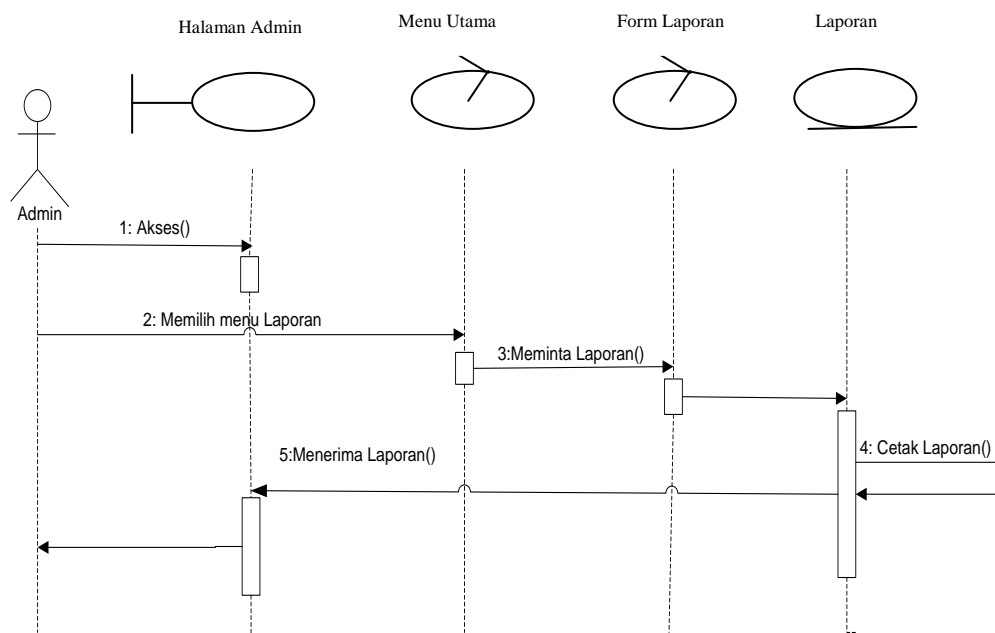 Halaman Admin
Menu Utama
Form Laporan
Laporan
Admin
1: Akses()
2: Memilih menu Laporan
3:Meminta Laporan()
4: Cetak Laporan()
5:Menerima Laporan()